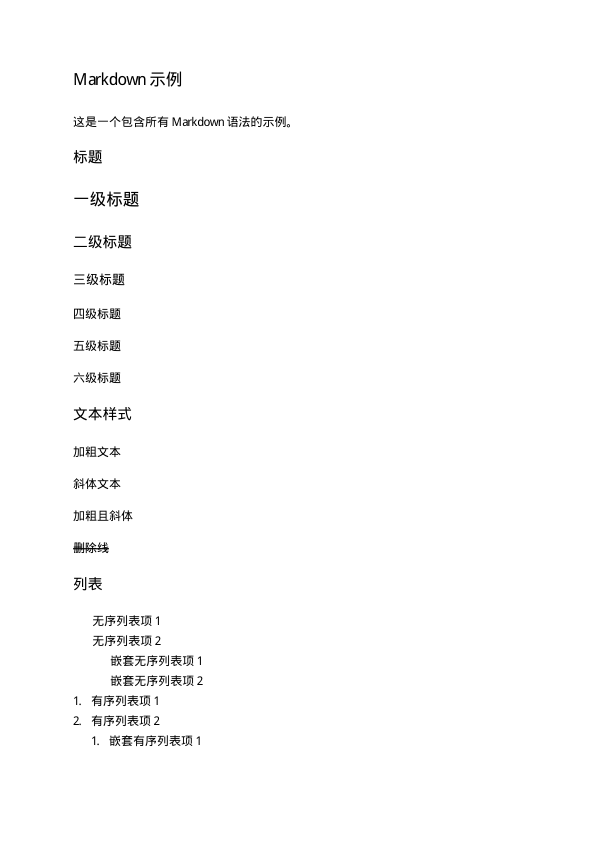 Markdown 示例
这是一个包含所有 Markdown 语法的示例。
标题
一级标题
二级标题
三级标题
四级标题
五级标题
六级标题
文本样式
加粗文本
斜体文本
加粗且斜体
删除线
列表
无序列表项 1
无序列表项 2
嵌套无序列表项 1
嵌套无序列表项 2
1. 有序列表项 1
2. 有序列表项 2
1. 嵌套有序列表项 1